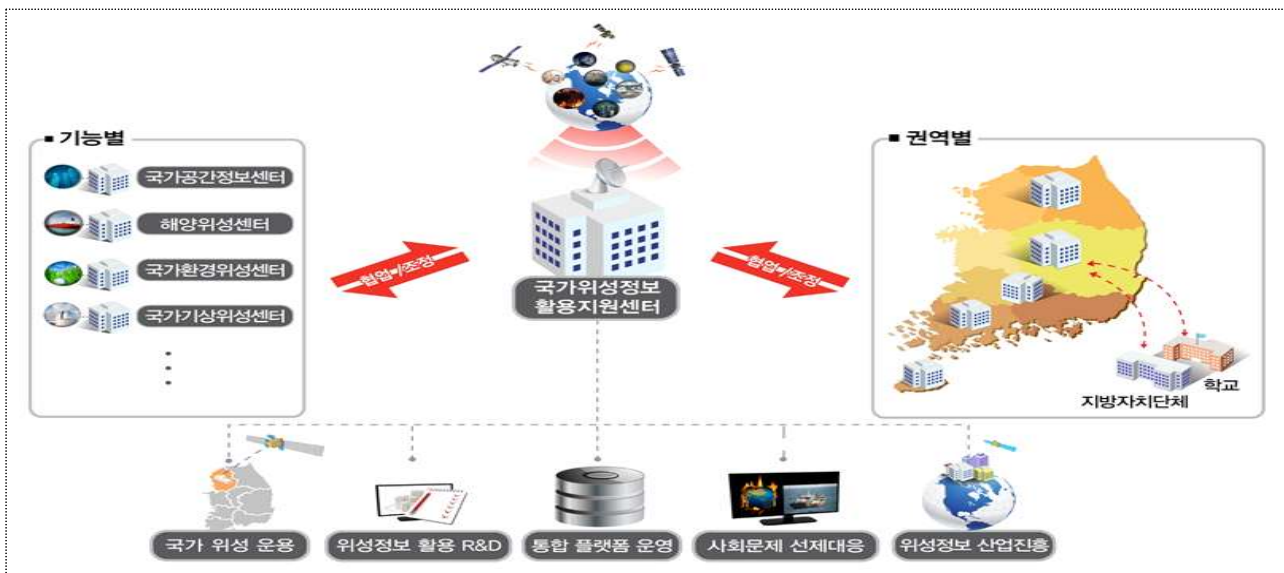 ■ 기능별
국가공간정보센터
해양위성센터
국가환경위성센터
국가기상위성센터
협업·/조정
국가위성정보
활용지원센터
협업·/조정
■ 권역별
학교
지방자치단체
국가 위성 운용
위성정보 활용 R&D
통합 플랫폼 운영
사회문제 선제대응
위성정보 산업진흥